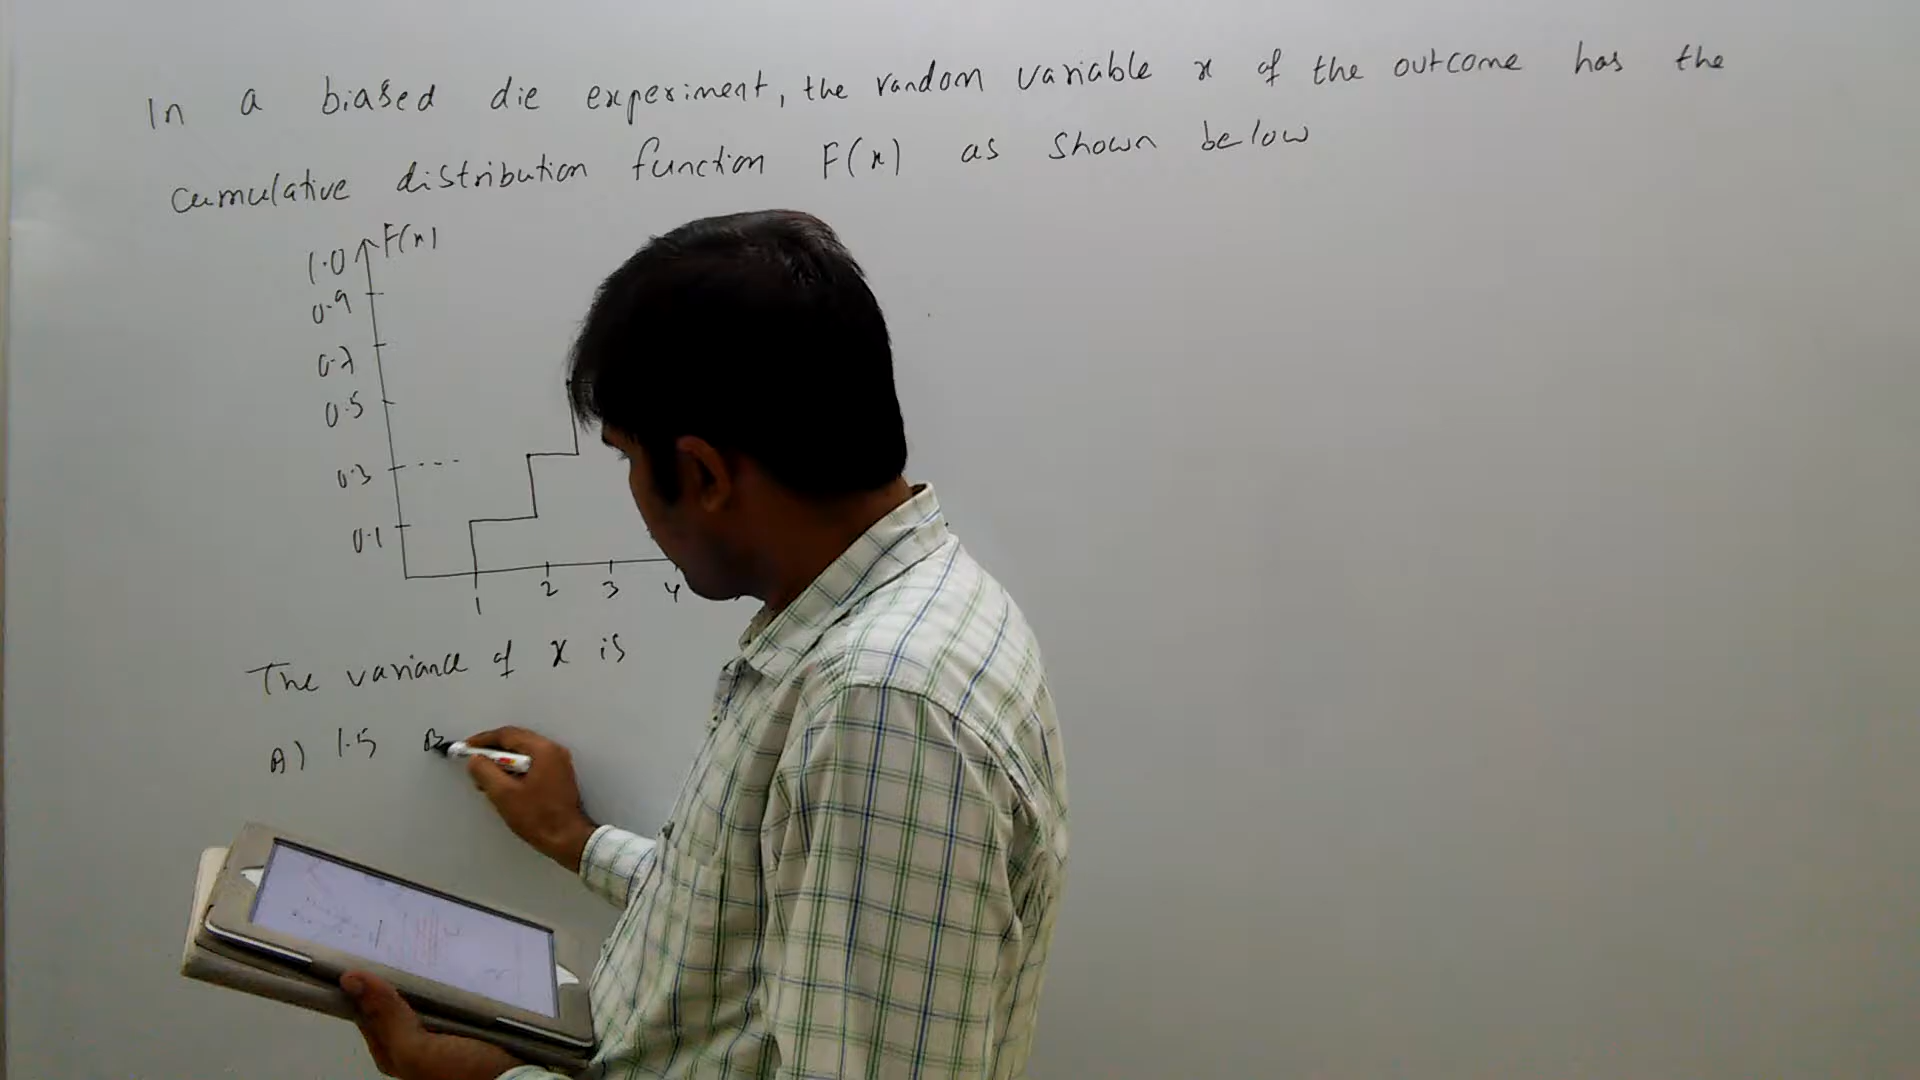 In a biased die experiment, the random variable x of the outcome has the
cumulative distribution function F(x) as shown below
F(x)
1.0
0.9
0.7
0.5
0.3
0.1
1 2 3 4
The variance of x is
A) 1.5 B